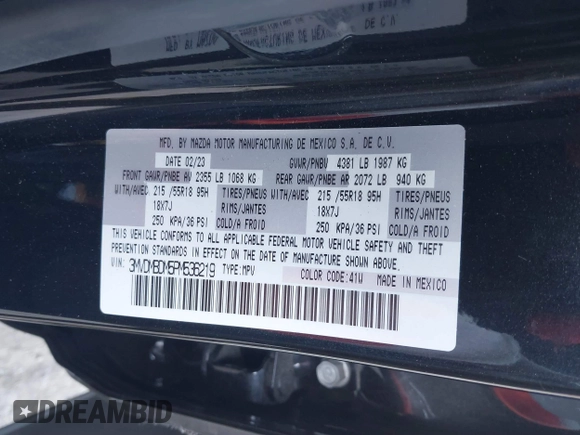 MFD. BY MAZDA MOTOR MANUFACTURING DE MEXICO S.A. DE C.V.
DATE 02/23 GVWR/PNBV 4381 LB 1987 KG
FRONT GAWR/PNBE AV 2355 LB 1068 KG REAR GAWR/PNBE AR 2072 LB 940 KG
WITH/AVEC 215 /55R18 95H TIRES/PNEUS WITH/AVEC 215 /55R18 95H TIRES/PNEUS
18X7J RIMS/JANTES 18X7J RIMS/JANTES
250 KPA/36 PSI COLD/A FROID 250 KPA/36 PSI COLD/A FROID
THIS VEHICLE CONFORMS TO ALL APPLICABLE FEDERAL MOTOR VEHICLE SAFETY AND THEFT
PREVENTION STANDARDS IN EFFECT ON THE DATE OF MANUFACTURE SHOWN ABOVE.
VIN: 3MVDMBDM5PM535219 TYPE:MPV COLOR CODE:41W MADE IN MEXICO
DREAMBID